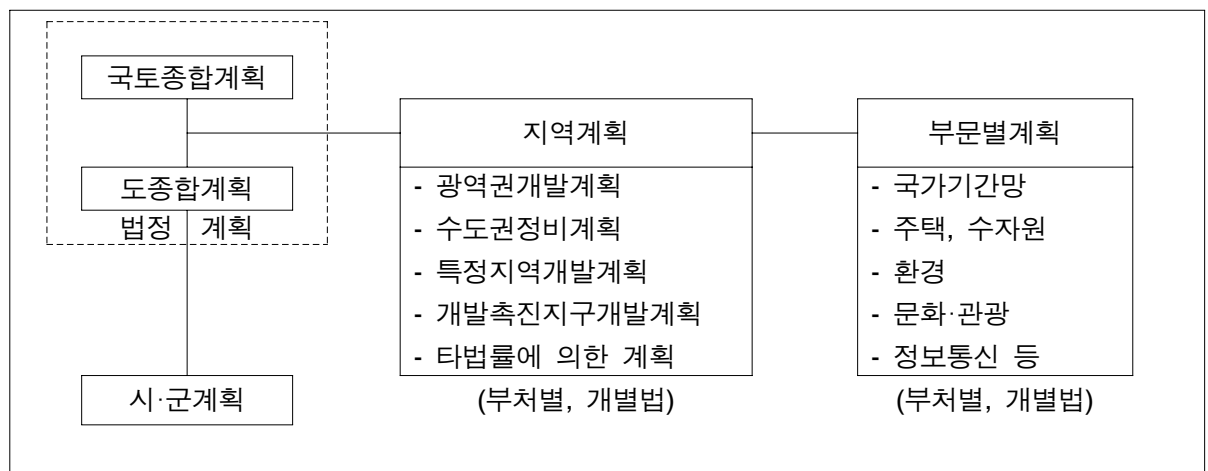 국토종합계획
도종합계획
법정 계획
시·군계획
지역계획
- 광역권개발계획
- 수도권정비계획
- 특정지역개발계획
- 개발촉진지구개발계획
- 타법률에 의한 계획
(부처별, 개별법)
부문별계획
- 국가기간망
- 주택, 수자원
- 환경
- 문화·관광
- 정보통신 등
(부처별, 개별법)